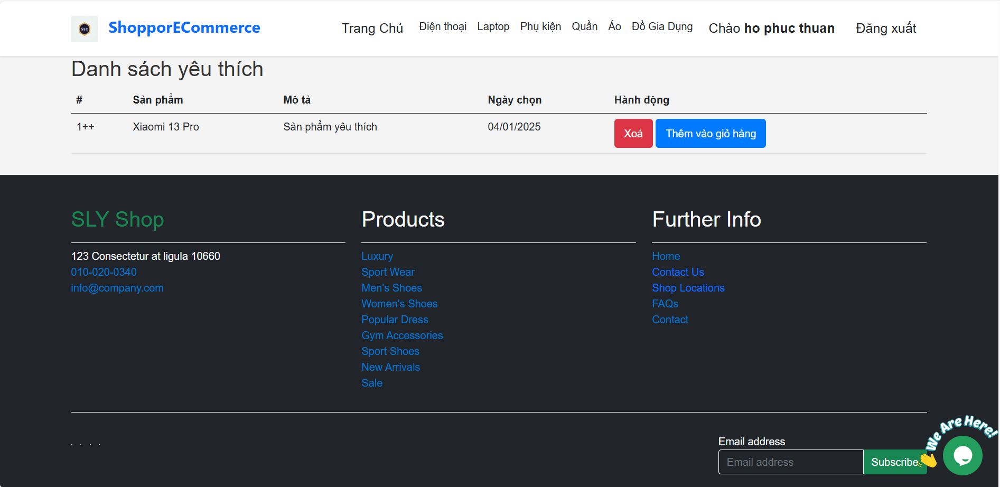 SEC
ShopporECommerce
Trang Chủ Điện thoại Laptop Phụ kiện Quần Áo Đồ Gia Dụng Chào ho phuc thuan Đăng xuất
Danh sách yêu thích
# Sản phẩm Mô tả Ngày chọn Hành động
1++ Xiaomi 13 Pro Sản phẩm yêu thích 04/01/2025 Xoá Thêm vào giỏ hàng
SLY Shop
123 Consectetur at ligula 10660
010-020-0340
info@company.com
Products
Luxury
Sport Wear
Men's Shoes
Women's Shoes
Popular Dress
Gym Accessories
Sport Shoes
New Arrivals
Sale
Further Info
Home
Contact Us
Shop Locations
FAQs
Contact
. . . .
Email address
Email address Subscribe
We Are Here!